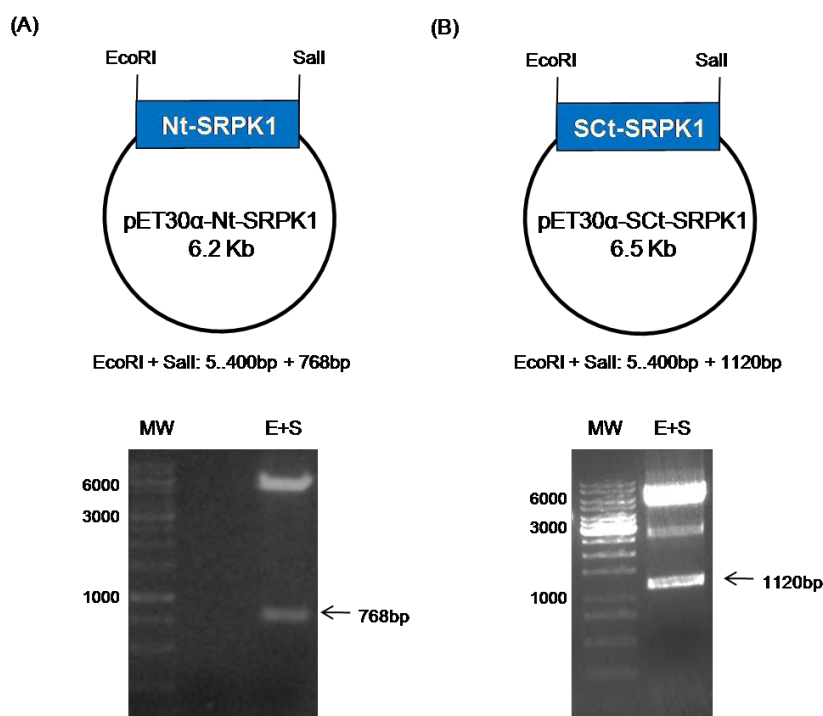 (A)
EcoRI SalI
Nt-SRPK1
pET30α-Nt-SRPK1
6.2 Kb
EcoRI + SalI: 5..400bp + 768bp
MW E+S
6000
3000
1000
768bp
(B)
EcoRI SalI
SCt-SRPK1
pET30α-SCt-SRPK1
6.5 Kb
EcoRI + SalI: 5..400bp + 1120bp
MW E+S
6000
3000
1120bp
1000